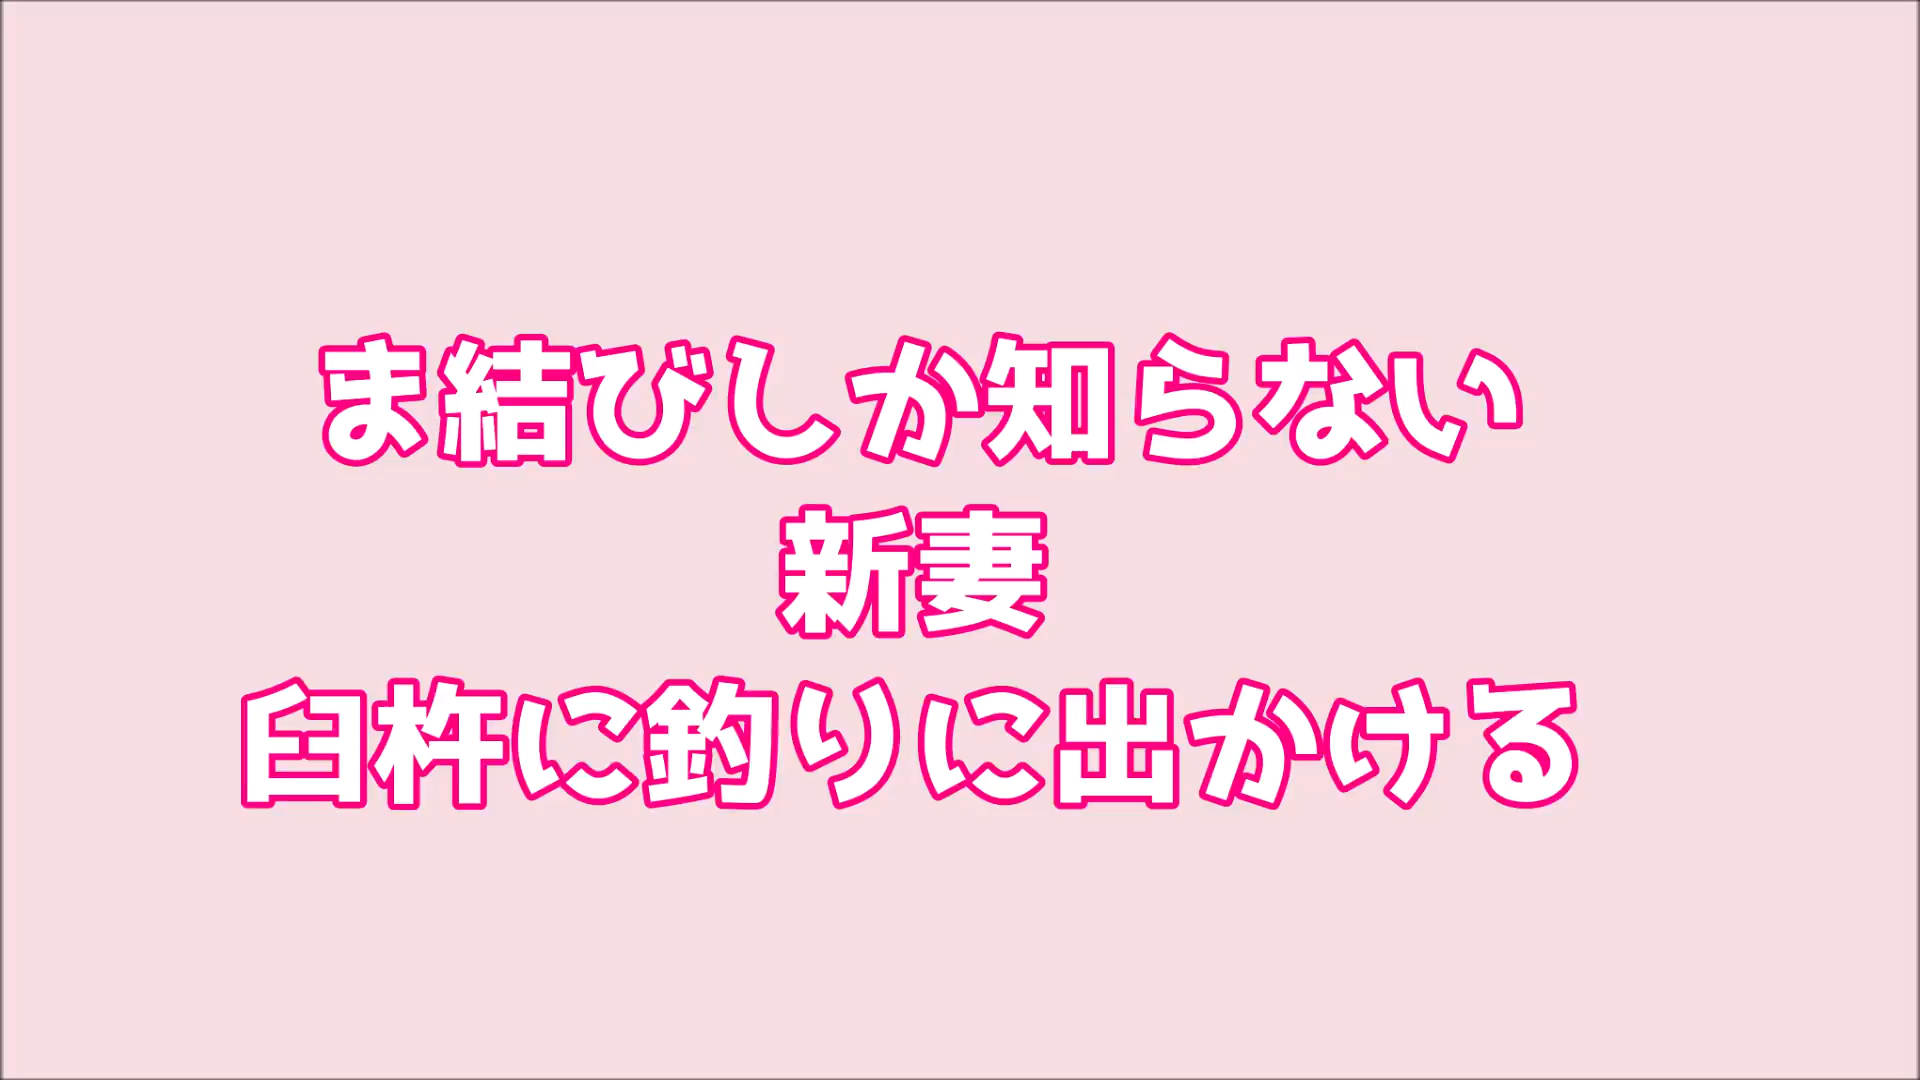 ま結びしか知らない
新妻
臼杵に釣りに出かける